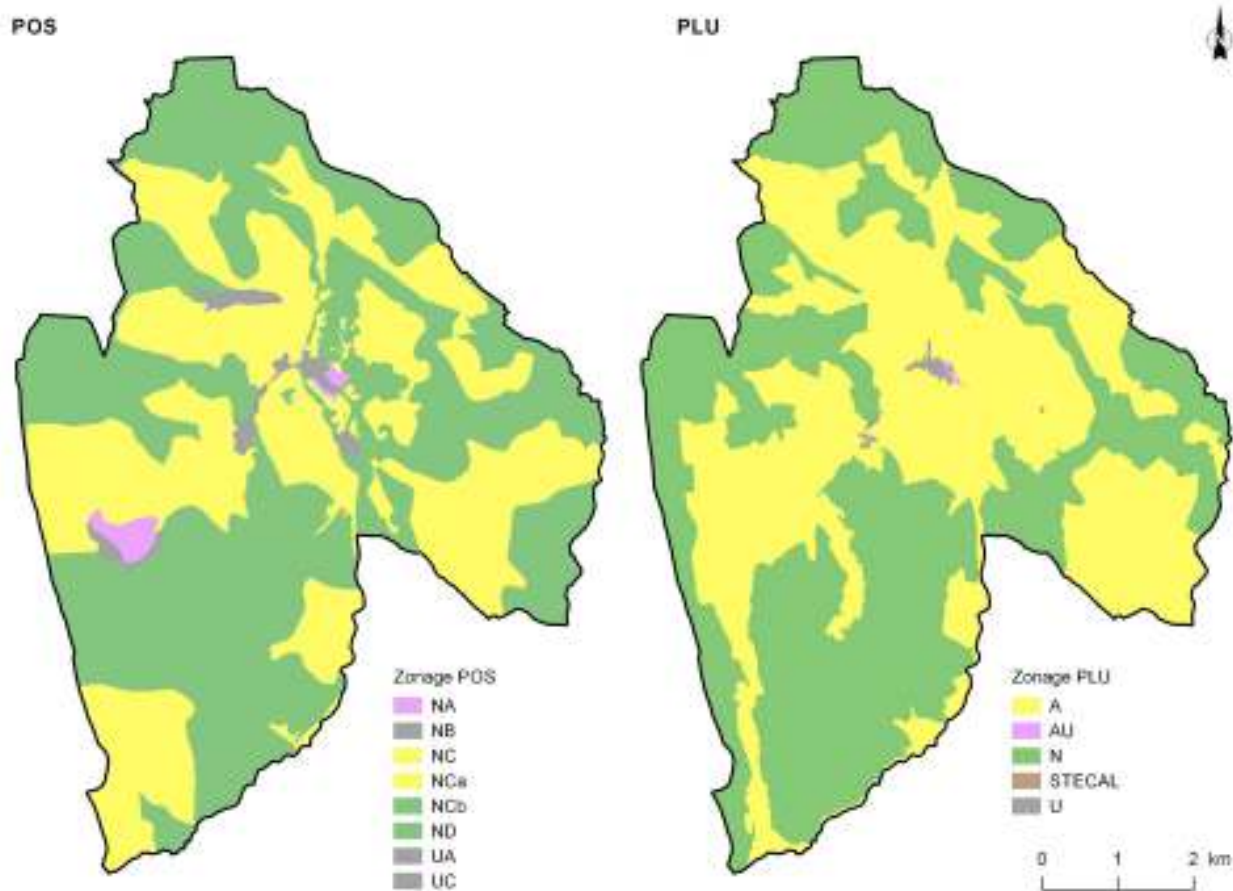 POS
PLU
N
Zonage POS
NA
NB
NC
NCa
NCb
ND
UA
UC
Zonage PLU
A
AU
N
STECAL
U
0 1 2 km